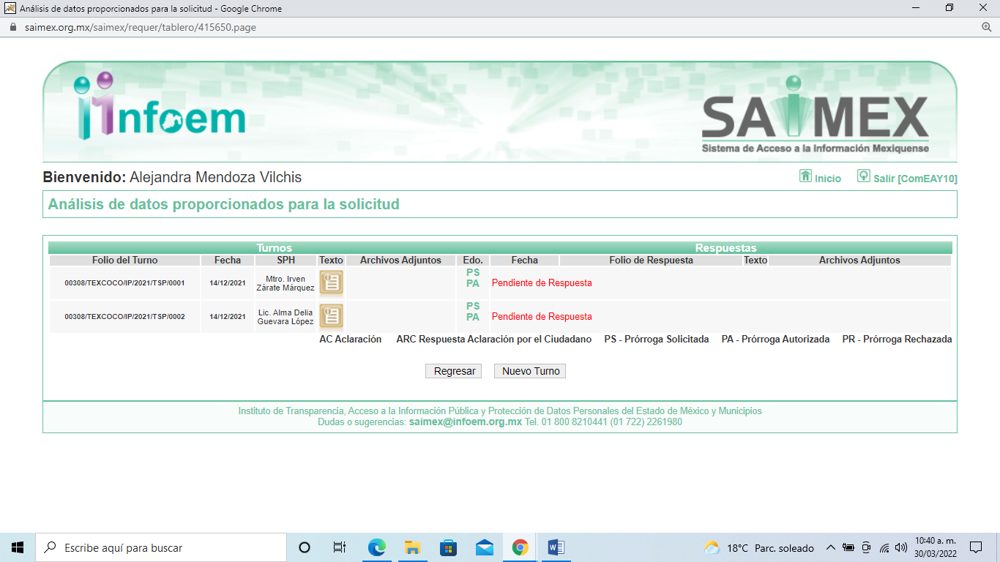 Análisis de datos proporcionados para la solicitud - Google Chrome
saimex.org.mx/saimex/requer/tablero/415650.page
infoem
SAIMEX
Sistema de Acceso a la Información Mexiquense
Bienvenido: Alejandra Mendoza Vilchis
Inicio Salir [ComEAY10]
Análisis de datos proporcionados para la solicitud
Turnos Respuestas
Folio del Turno Fecha SPH Texto Archivos Adjuntos Edo. Fecha Folio de Respuesta Texto Archivos Adjuntos
00308/TEXCOCO/IP/2021/TSP/0001 14/12/2021 Mtro. Irven Zárate Márquez PS PA Pendiente de Respuesta
00308/TEXCOCO/IP/2021/TSP/0002 14/12/2021 Lic. Alma Delia Guevara López PS PA Pendiente de Respuesta
AC Aclaración ARC Respuesta Aclaración por el Ciudadano PS - Prórroga Solicitada PA - Prórroga Autorizada PR - Prórroga Rechazada
Regresar Nuevo Turno
Instituto de Transparencia, Acceso a la Información Pública y Protección de Datos Personales del Estado de México y Municipios
Dudas o sugerencias: saimex@infoem.org.mx Tel. 01 800 8210441 (01 722) 2261980
Escribe aquí para buscar
18°C Parc. soleado
10:40 a. m.
30/03/2022